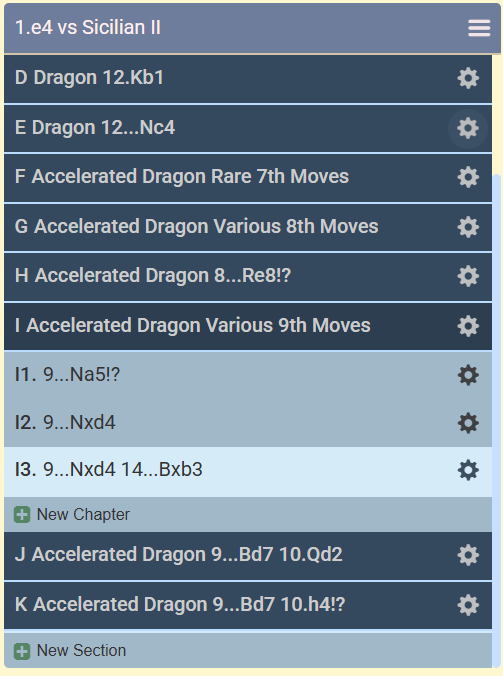 1.e4 vs Sicilian II
D Dragon 12.Kb1
E Dragon 12...Nc4
F Accelerated Dragon Rare 7th Moves
G Accelerated Dragon Various 8th Moves
H Accelerated Dragon 8...Re8!?
I Accelerated Dragon Various 9th Moves
I1. 9...Na5!?
I2. 9...Nxd4
I3. 9...Nxd4 14...Bxb3
New Chapter
J Accelerated Dragon 9...Bd7 10.Qd2
K Accelerated Dragon 9...Bd7 10.h4!?
New Section